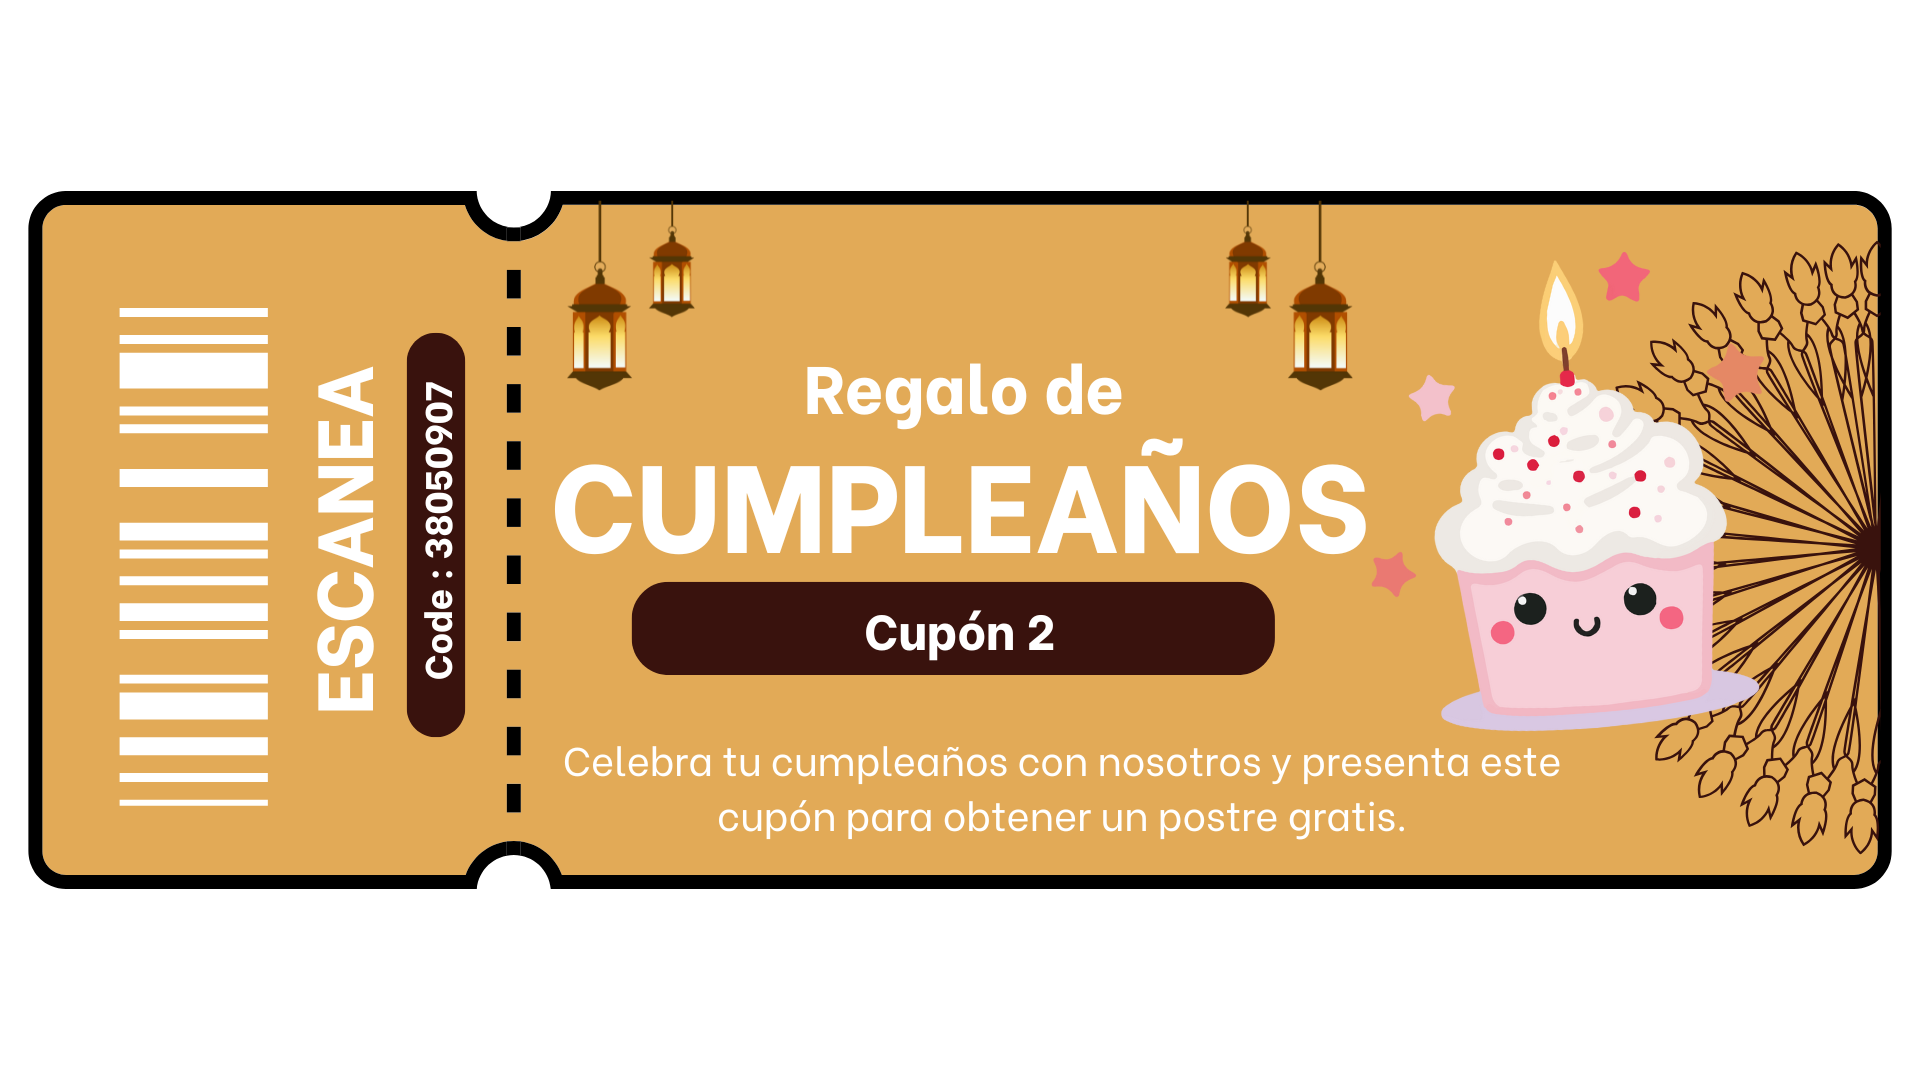 ESCANEA
Code : 38050907
Regalo de
CUMPLEAÑOS
Cupón 2
Celebra tu cumpleaños con nosotros y presenta este
cupón para obtener un postre gratis.